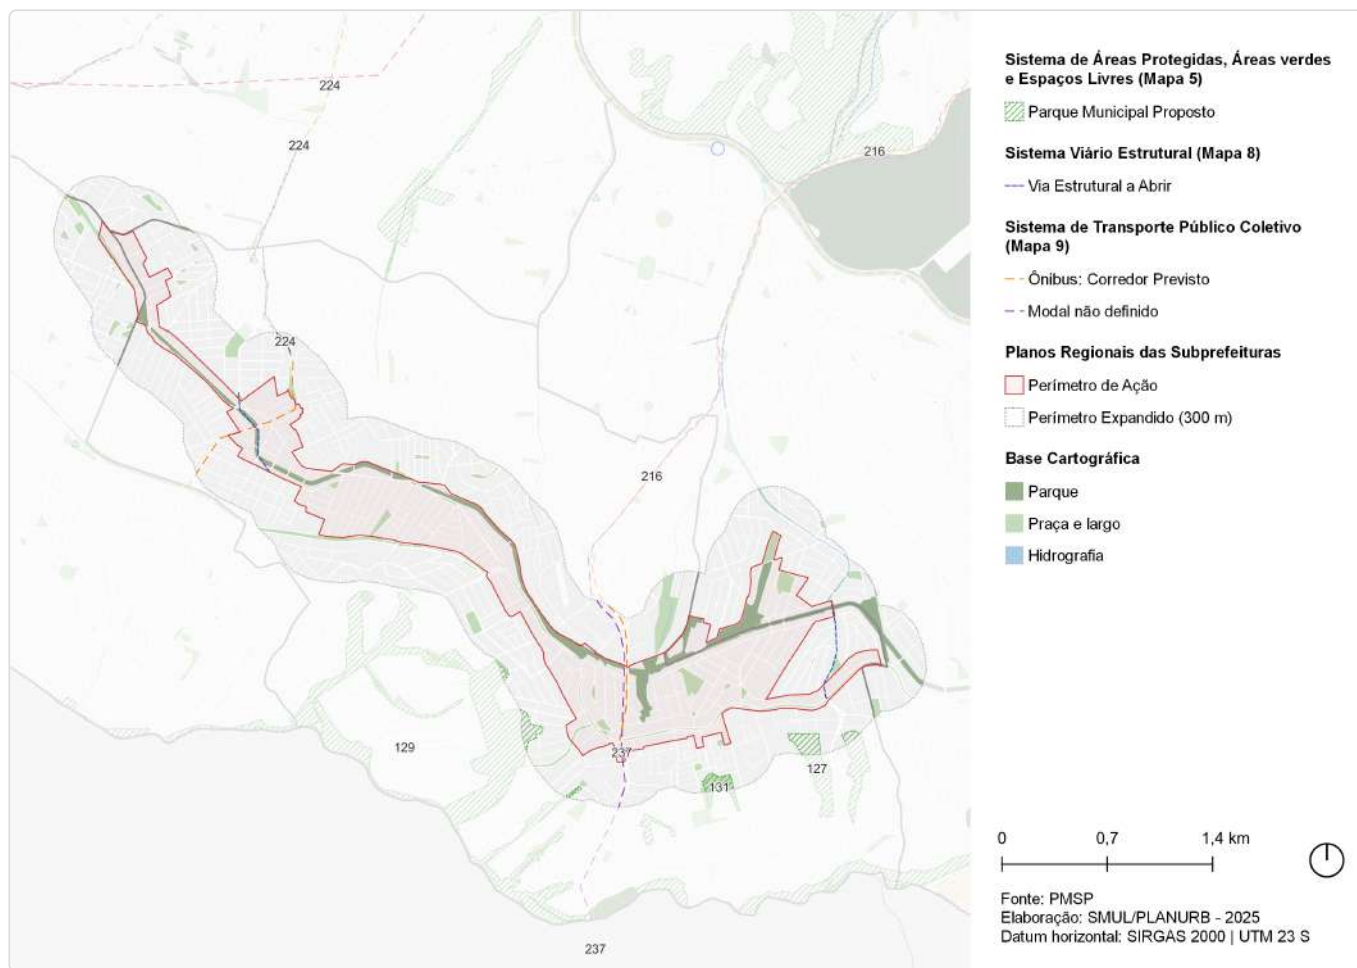 224
224
216
224
216
129
237
131
127
237
Sistema de Áreas Protegidas, Áreas verdes
e Espaços Livres (Mapa 5)
Parque Municipal Proposto
Sistema Viário Estrutural (Mapa 8)
Via Estrutural a Abrir
Sistema de Transporte Público Coletivo
(Mapa 9)
Ônibus: Corredor Previsto
Modal não definido
Planos Regionais das Subprefeituras
Perímetro de Ação
Perímetro Expandido (300 m)
Base Cartográfica
Parque
Praça e largo
Hidrografia
0 0,7 1,4 km
Fonte: PMSP
Elaboração: SMUL/PLANURB - 2025
Datum horizontal: SIRGAS 2000 | UTM 23 S